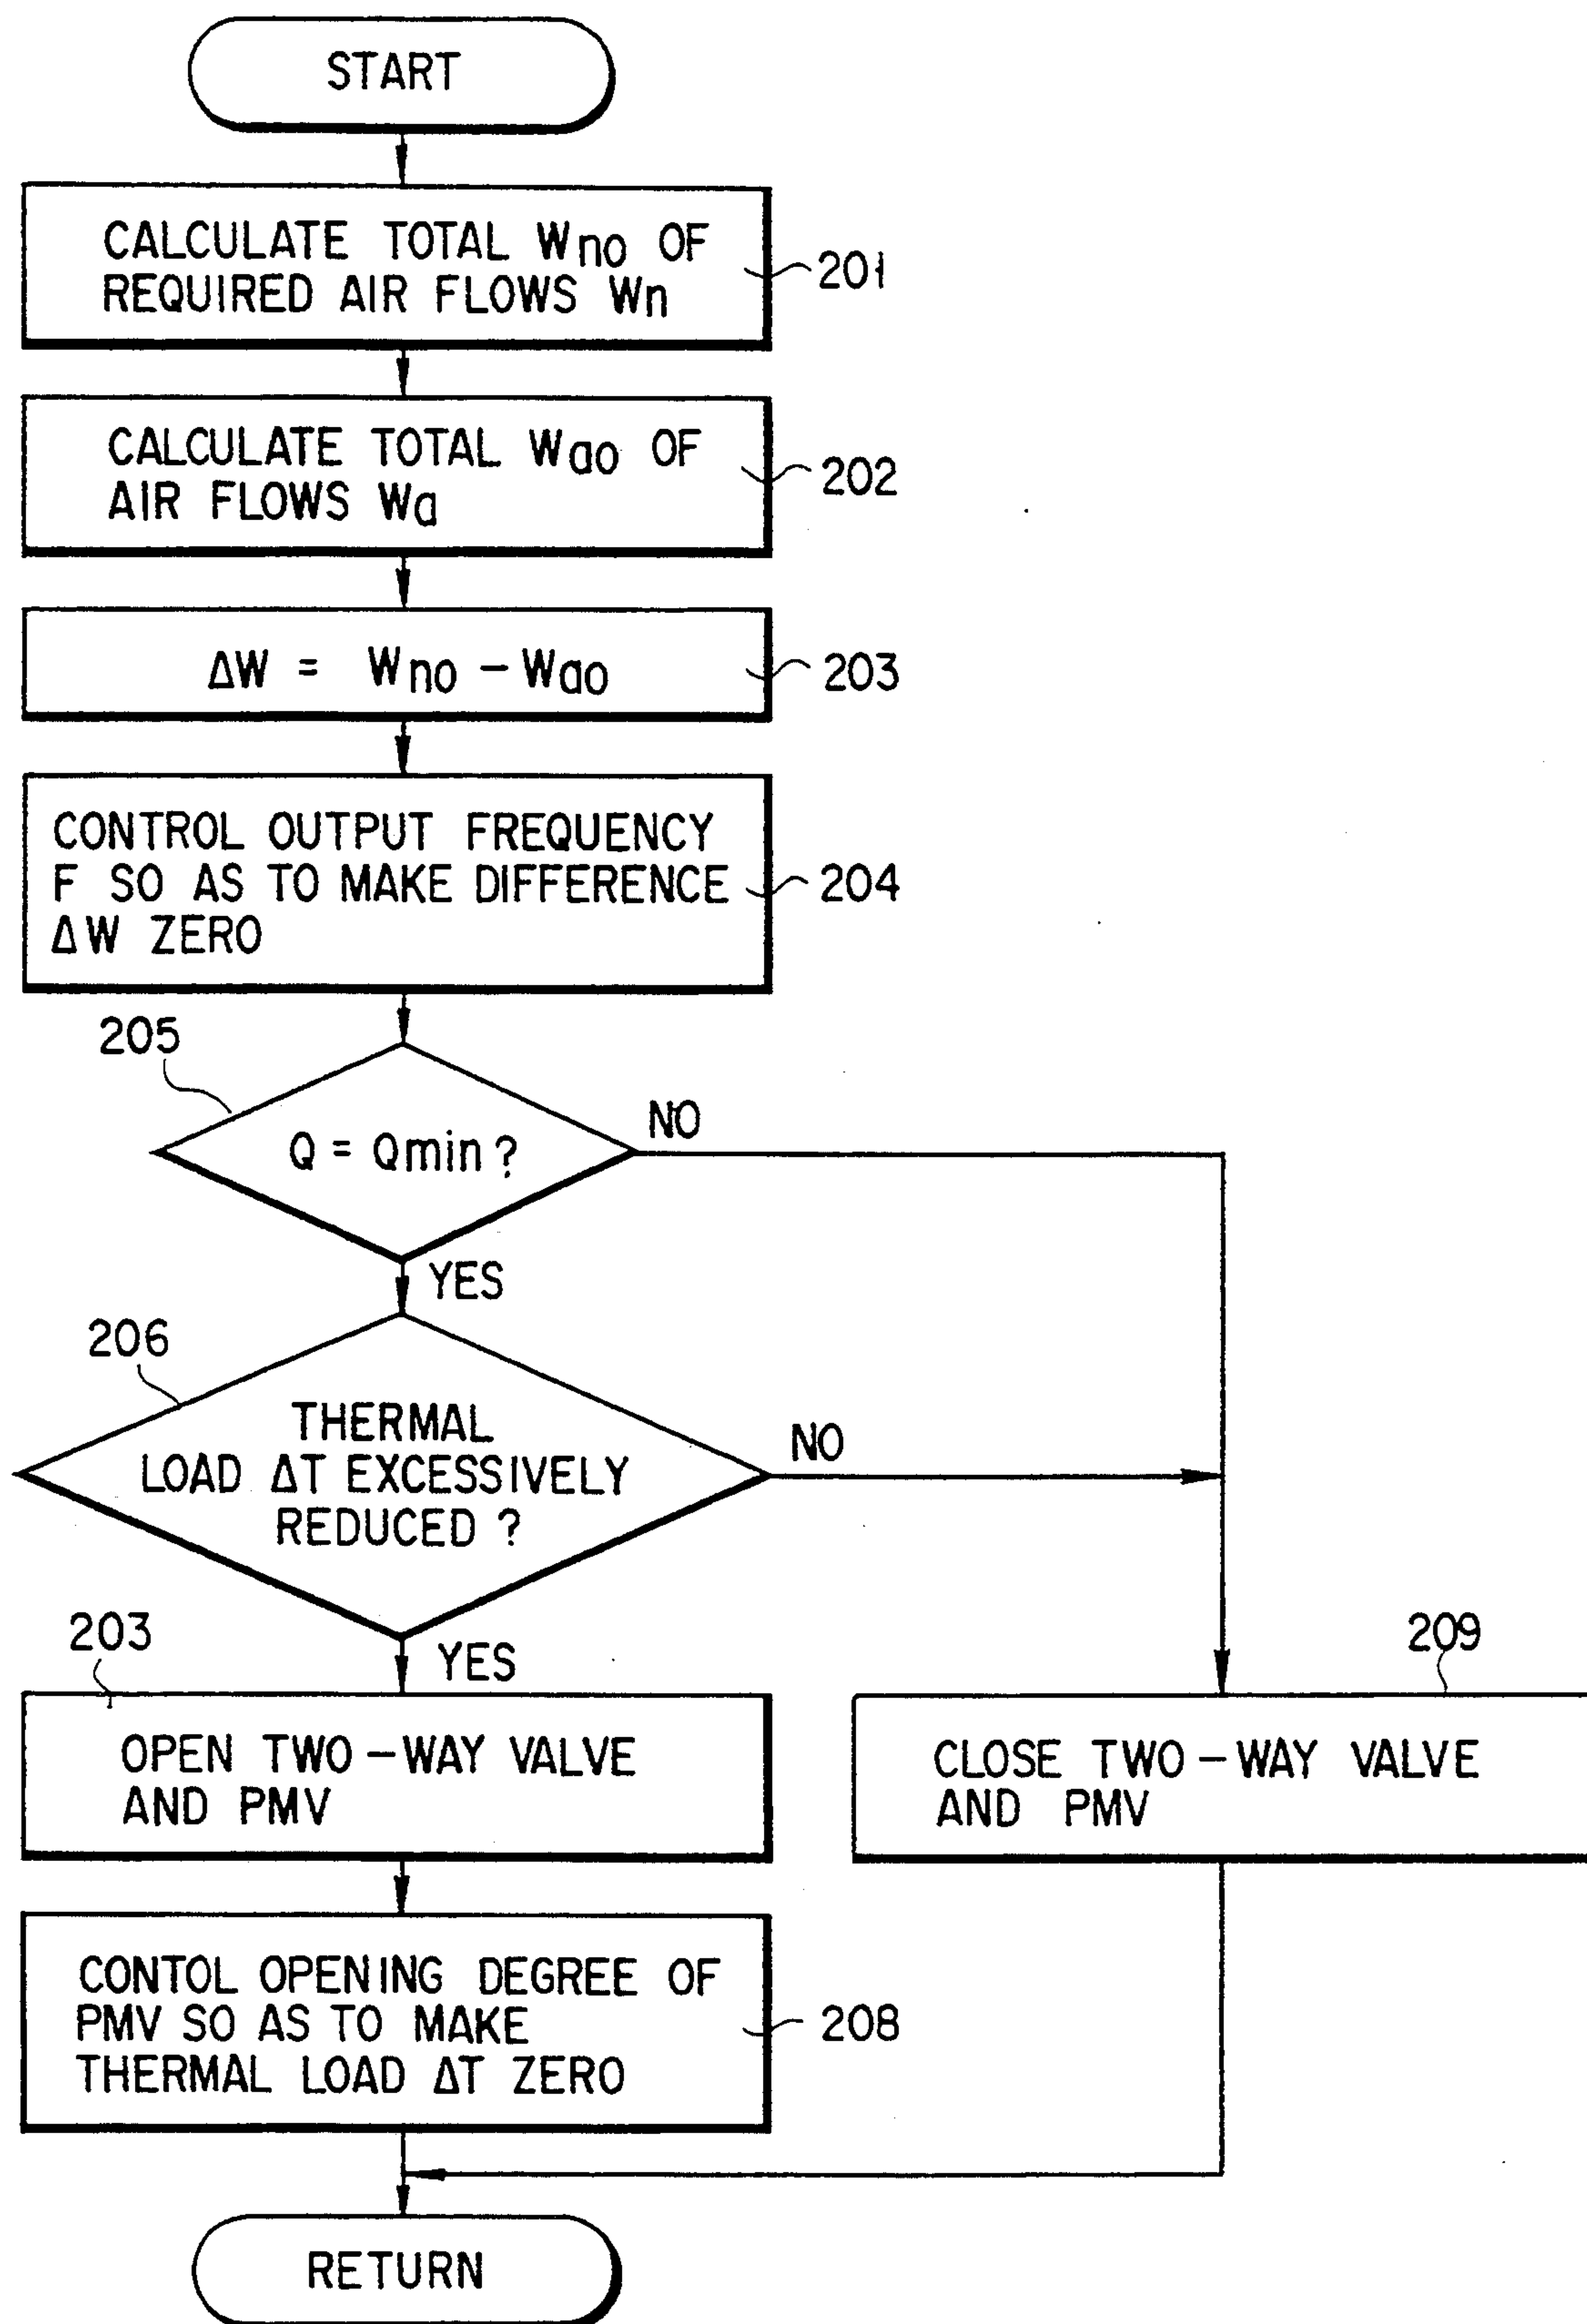 START
CALCULATE TOTAL Wno OF
REQUIRED AIR FLOWS Wn
201
CALCULATE TOTAL Wao OF
AIR FLOWS Wa
202
ΔW = Wno - Wao
203
CONTROL OUTPUT FREQUENCY
F SO AS TO MAKE DIFFERENCE
ΔW ZERO
204
205
Q = Qmin ?
NO
YES
206
THERMAL
LOAD ΔT EXCESSIVELY
REDUCED ?
NO
YES
203
OPEN TWO-WAY VALVE
AND PMV
209
CLOSE TWO-WAY VALVE
AND PMV
CONTOL OPENING DEGREE OF
PMV SO AS TO MAKE
THERMAL LOAD ΔT ZERO
208
RETURN